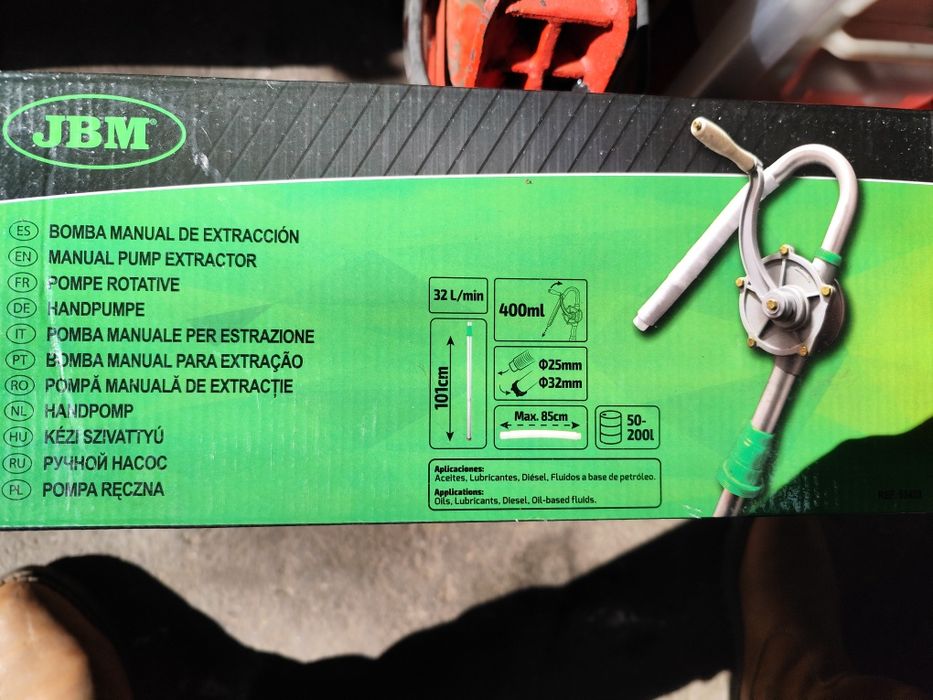 JBM®
ES BOMBA MANUAL DE EXTRACCIÓN
EN MANUAL PUMP EXTRACTOR
FR POMPE ROTATIVE
DE HANDPUMPE
IT POMBA MANUALE PER ESTRAZIONE
PT BOMBA MANUAL PARA EXTRAÇÃO
RO POMPĂ MANUALĂ DE EXTRACȚIE
NL HANDPOMP
HU KÉZI SZIVATTYÚ
RU РУЧНОЙ НАСОС
PL POMPA RĘCZNA
32 L/min
400ml
101cm
Φ25mm
Φ32mm
Max. 85cm
50-
200l
Aplicaciones:
Aceites, Lubricantes, Diésel, Fluidos a base de petróleo.
Applications:
Oils, Lubricants, Diesel, Oil-based fluids.
REF.